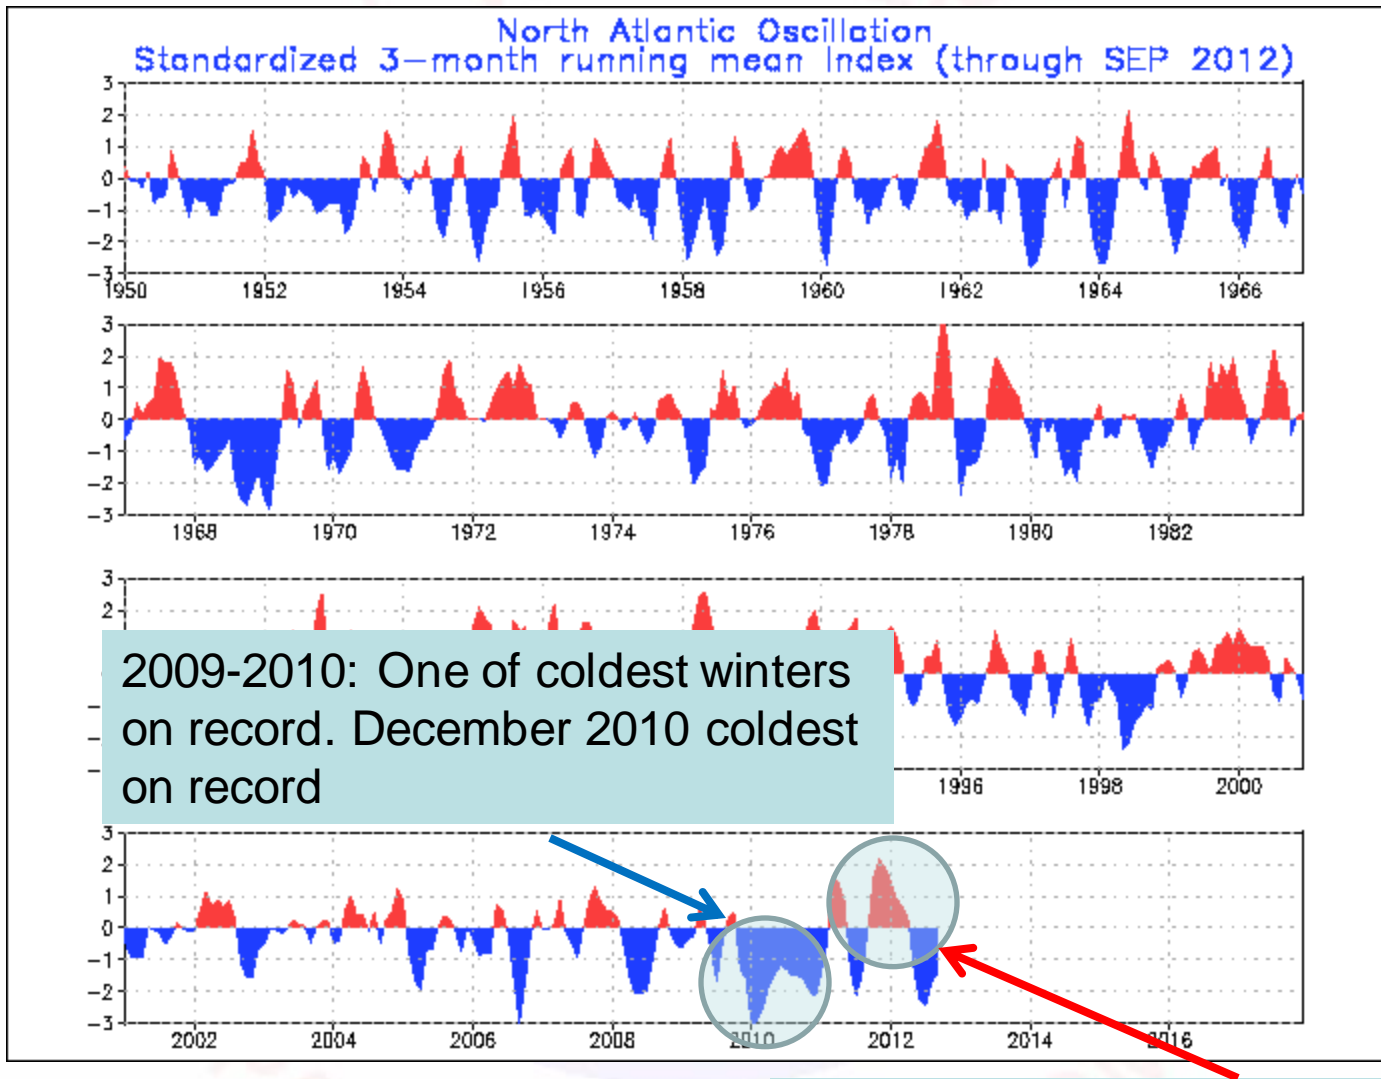 North Atlantic Oscillation
Standardized 3-month running mean Index (through SEP 2012)
3
2
1
0
-1
-2
-3
1950 1952 1954 1956 1958 1960 1962 1964 1966
3
2
1
0
-1
-2
-3
1968 1970 1972 1974 1976 1978 1980 1982
3
2
2009-2010: One of coldest winters
on record. December 2010 coldest
on record
1996 1998 2000
3
2
1
0
-1
-2
-3
2002 2004 2006 2008 2010 2012 2014 2016